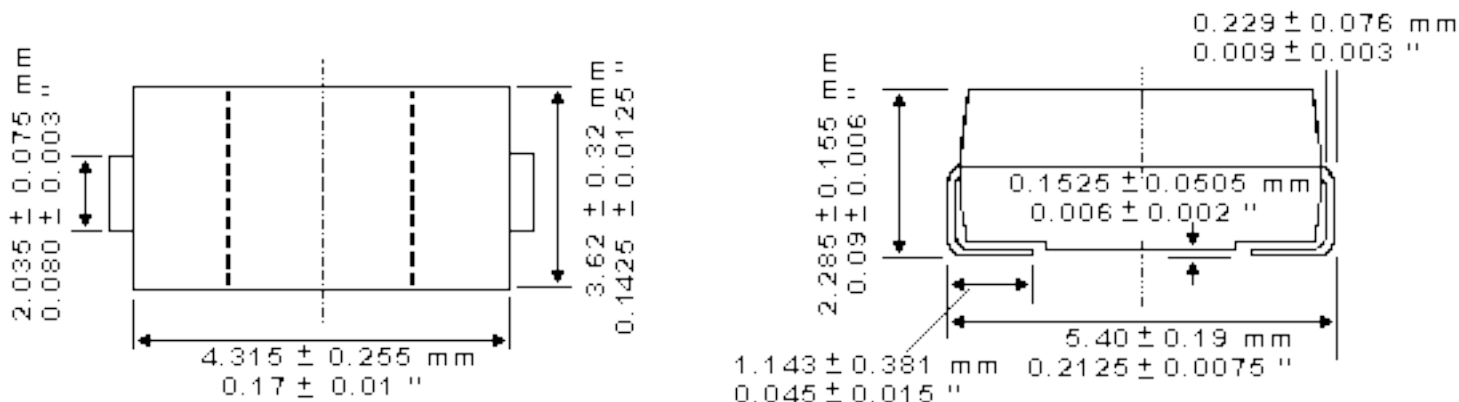 2.035 ± 0.075 mm
0.080 ± 0.003 "
4.315 ± 0.255 mm
0.17 ± 0.01 "
3.62 ± 0.32 mm
0.1425 ± 0.0125"
2.285 ± 0.155 mm
0.09 ± 0.006 "
0.229 ± 0.076 mm
0.009 ± 0.003 "
0.1525 ± 0.0505 mm
0.006 ± 0.002 "
1.143 ± 0.381 mm
0.045 ± 0.015 "
5.40 ± 0.19 mm
0.2125 ± 0.0075 "